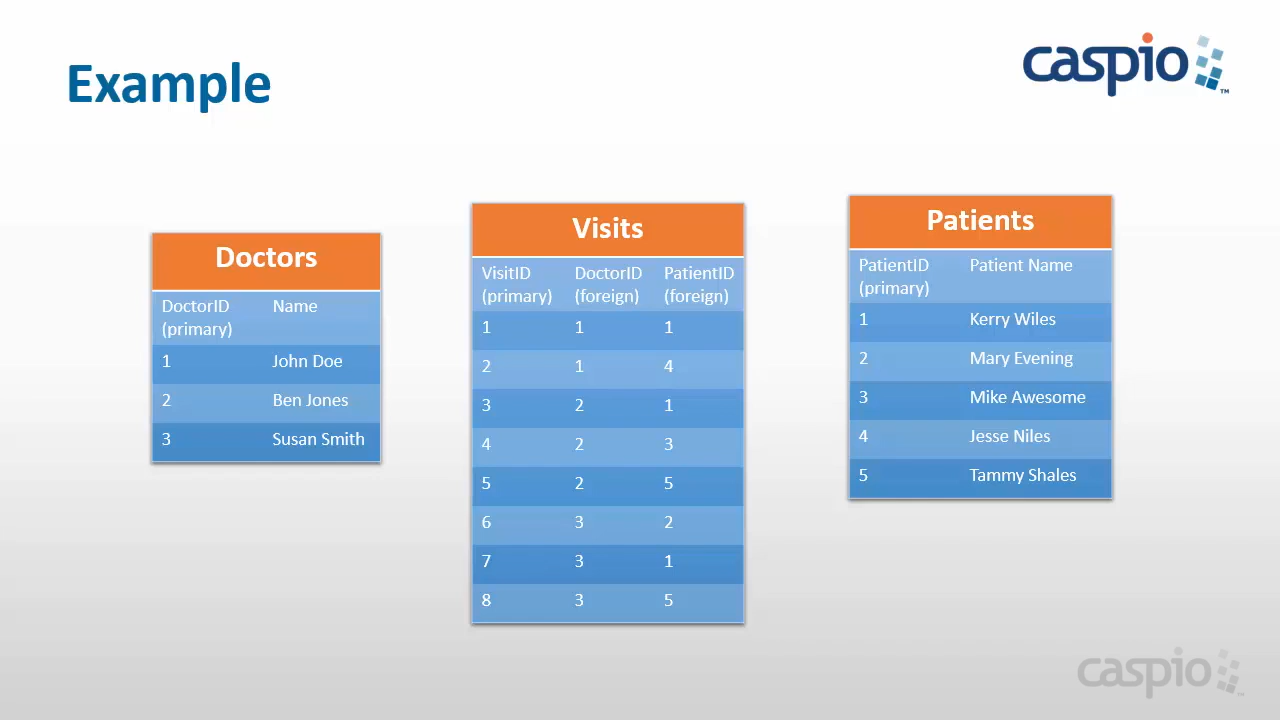 Example
caspio
TM
Doctors
DoctorID (primary) Name
1 John Doe
2 Ben Jones
3 Susan Smith
Visits
VisitID (primary) DoctorID (foreign) PatientID (foreign)
1 1 1
2 1 4
3 2 1
4 2 3
5 2 5
6 3 2
7 3 1
8 3 5
Patients
PatientID (primary) Patient Name
1 Kerry Wiles
2 Mary Evening
3 Mike Awesome
4 Jesse Niles
5 Tammy Shales
caspio